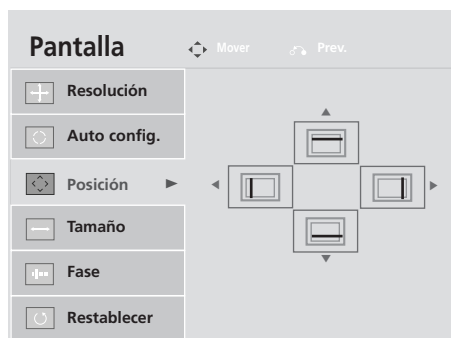 Pantalla
Mover
Prev.
Resolución
Auto config.
Posición
Tamaño
Fase
Restablecer